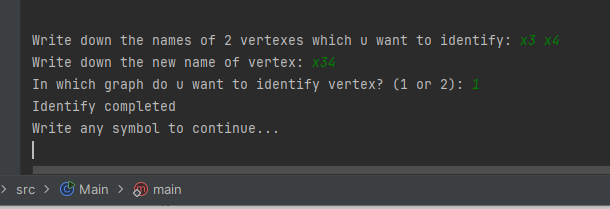 Write down the names of 2 vertexes which u want to identify: x3 x4
Write down the new name of vertex: x34
In which graph do u want to identify vertex? (1 or 2): 1
Identify completed
Write any symbol to continue...
> src > Main > main